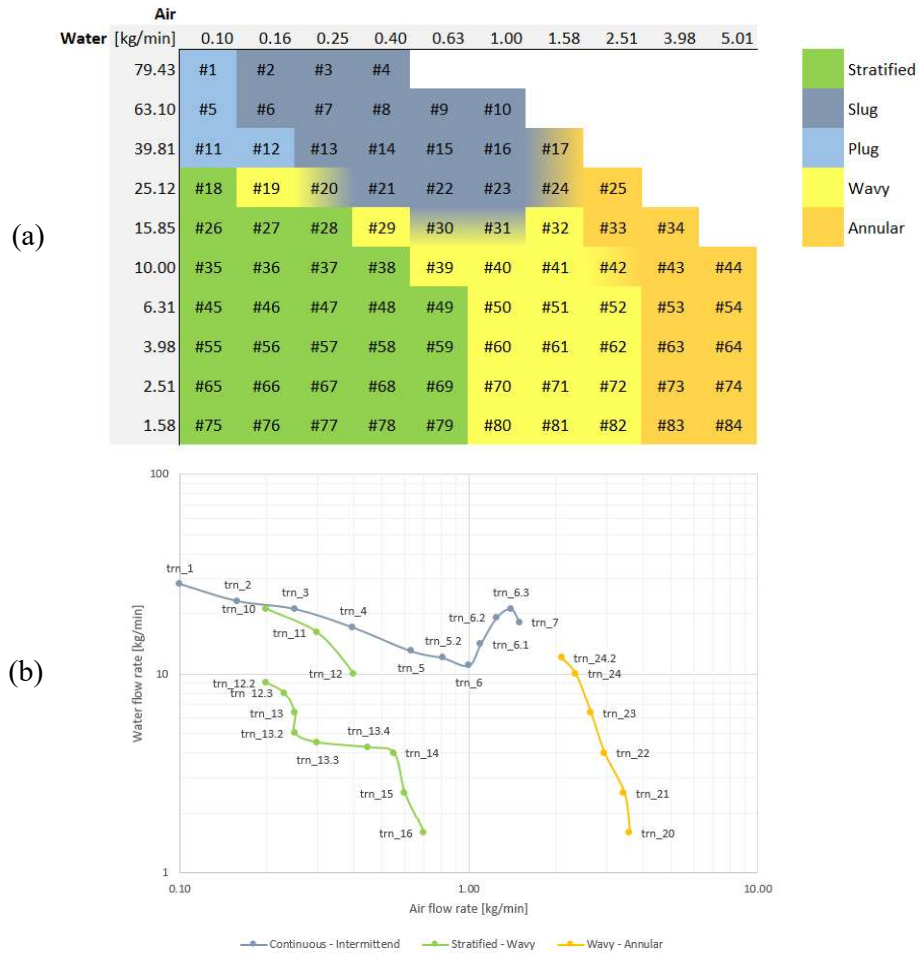 Air
Water [kg/min] 0.10 0.16 0.25 0.40 0.63 1.00 1.58 2.51 3.98 5.01
79.43 #1 #2 #3 #4 Stratified
63.10 #5 #6 #7 #8 #9 #10 Slug
39.81 #11 #12 #13 #14 #15 #16 #17 Plug
25.12 #18 #19 #20 #21 #22 #23 #24 #25 Wavy
(a) 15.85 #26 #27 #28 #29 #30 #31 #32 #33 #34 Annular
10.00 #35 #36 #37 #38 #39 #40 #41 #42 #43 #44
6.31 #45 #46 #47 #48 #49 #50 #51 #52 #53 #54
3.98 #55 #56 #57 #58 #59 #60 #61 #62 #63 #64
2.51 #65 #66 #67 #68 #69 #70 #71 #72 #73 #74
1.58 #75 #76 #77 #78 #79 #80 #81 #82 #83 #84
100
trn_1
trn_2
trn_3
trn_10
trn_4
trn_6.3
trn_6.2
trn_7
trn_11
trn_5.2
trn_6.1
trn_5
trn_24.2
(b)
Water flow rate [kg/min]
10
trn_12
trn_6
trn_24
trn_12.2
trn_12.3
trn_13
trn_23
trn_13.2
trn_13.4
trn_13.3
trn_14
trn_22
trn_15
trn_21
trn_16
trn_20
1
0.10 1.00 10.00
Air flow rate [kg/min]
Continuous - Intermittend Stratified - Wavy Wavy - Annular